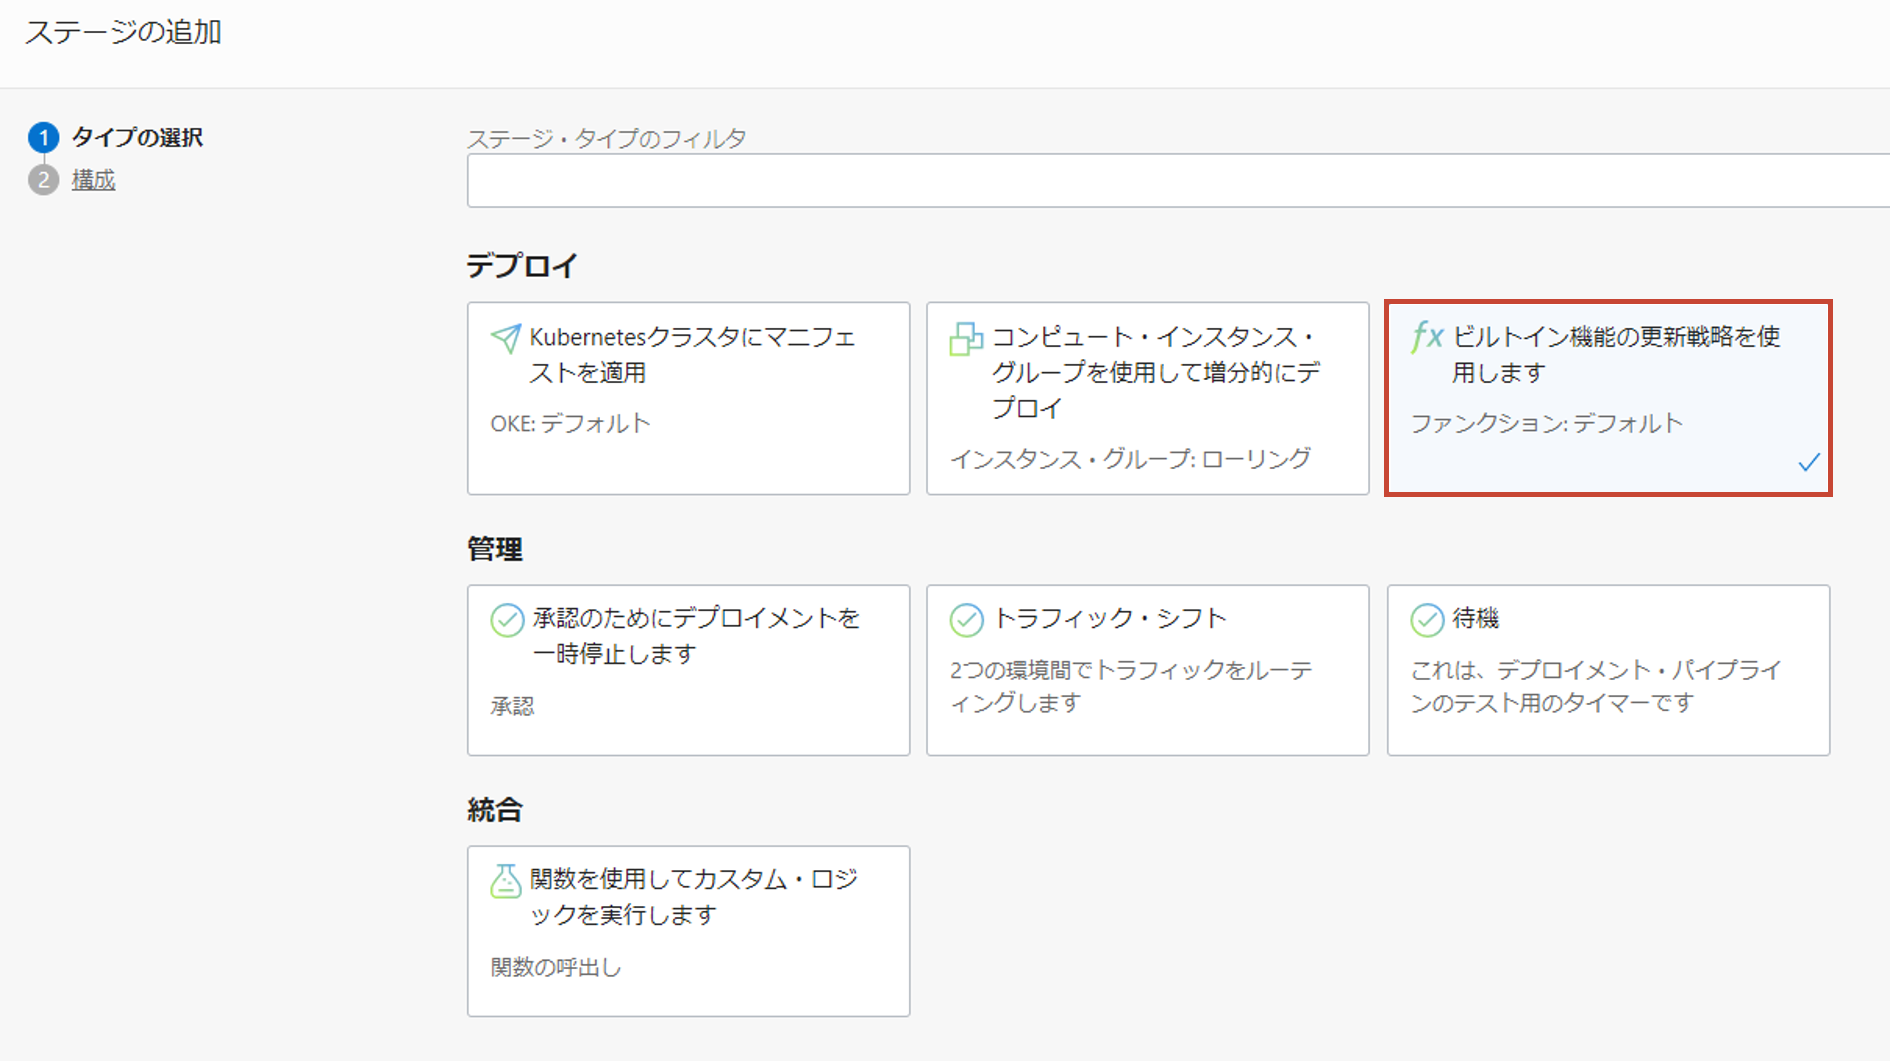 ステージの追加
1 タイプの選択
2 構成
ステージ・タイプのフィルタ
デプロイ
Kubernetesクラスタにマニフェ
ストを適用
OKE: デフォルト
コンピュート・インスタンス・
グループを使用して増分的にデ
プロイ
インスタンス・グループ: ローリング
fx ビルトイン機能の更新戦略を使
用します
ファンクション: デフォルト
管理
承認のためにデプロイメントを
一時停止します
承認
トラフィック・シフト
2つの環境間でトラフィックをルーテ
ィングします
待機
これは、デプロイメント・パイプライ
ンのテスト用のタイマーです
統合
関数を使用してカスタム・ロジ
ックを実行します
関数の呼出し